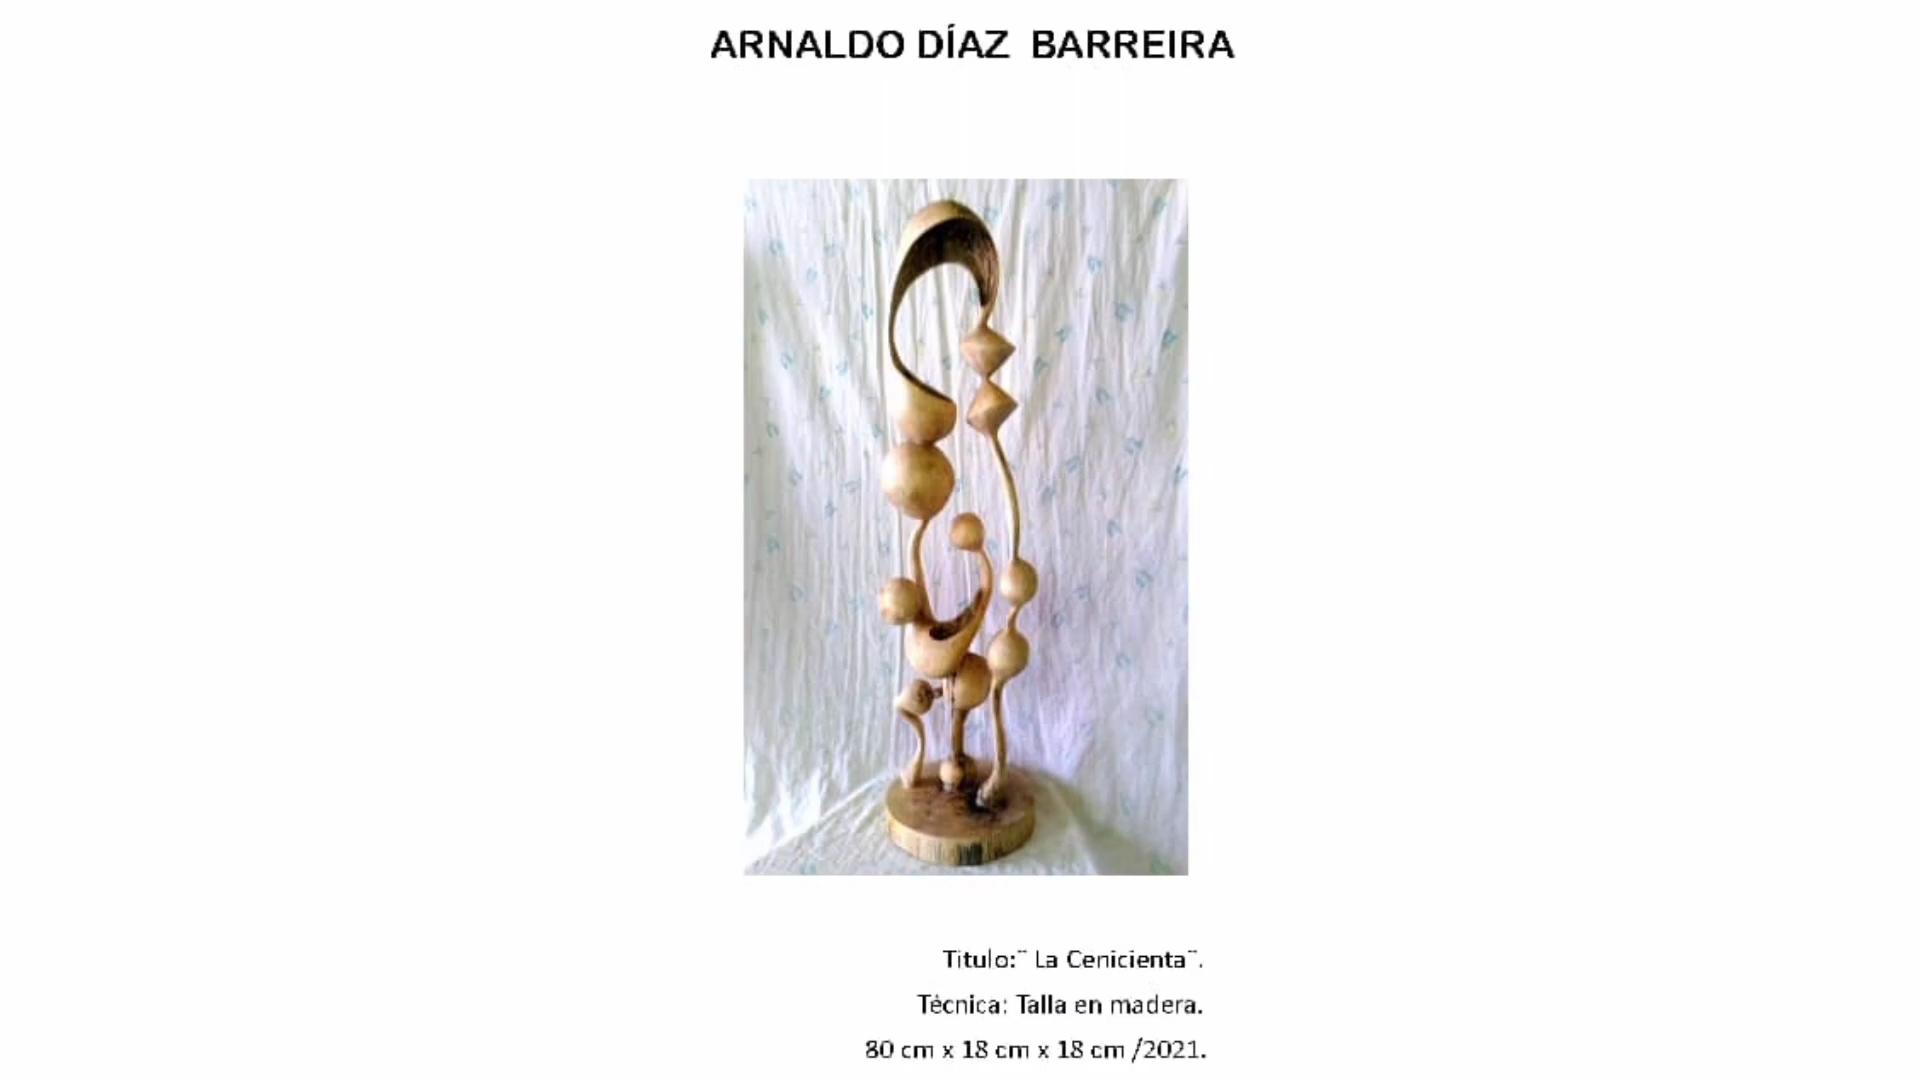 ARNALDO DÍAZ BARREIRA
Titulo:¨ La Cenicienta¨.
Técnica: Talla en madera.
80 cm x 18 cm x 18 cm /2021.